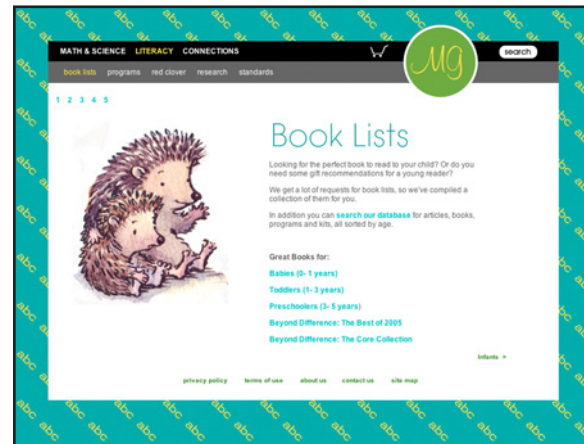 MATH & SCIENCE LITERACY CONNECTIONS
MG
search
book lists programs red clover research standards
1 2 3 4 5
Book Lists
Looking for the perfect book to read to your child? Or do you
need some gift recommendations for a young reader?
We get a lot of requests for book lists, so we've compiled a
collection of them for you.
In addition you can search our database for articles, books,
programs and kits, all sorted by age.
Great Books for:
Babies (0- 1 years)
Toddlers (1- 3 years)
Preschoolers (3- 5 years)
Beyond Difference: The Best of 2005
Beyond Difference: The Core Collection
Infants >
privacy policy terms of use about us contact us site map
abc